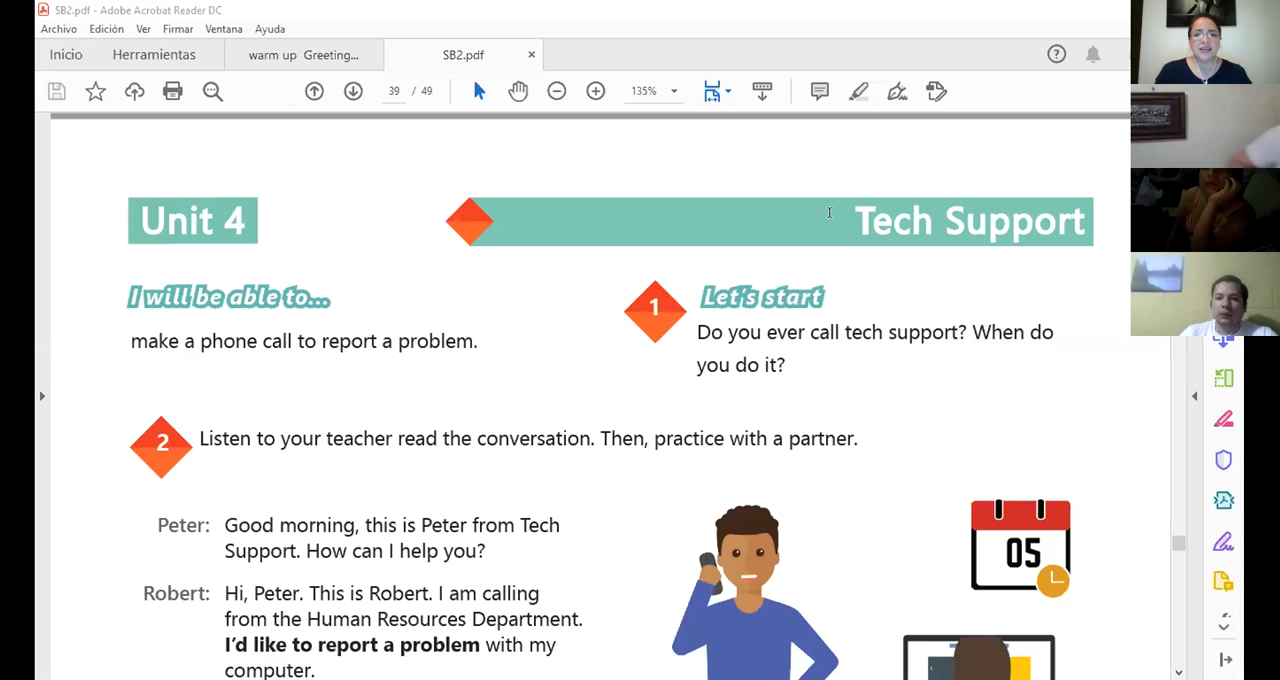 SB2.pdf - Adobe Acrobat Reader DC
Archivo Edición Ver Firmar Ventana Ayuda
Inicio Herramientas warm up Greeting... SB2.pdf ×
39 / 49 135%
Unit 4 Tech Support
I will be able to...
make a phone call to report a problem.
1 Let's start
Do you ever call tech support? When do
you do it?
2 Listen to your teacher read the conversation. Then, practice with a partner.
Peter: Good morning, this is Peter from Tech
Support. How can I help you?
Robert: Hi, Peter. This is Robert. I am calling
from the Human Resources Department.
I'd like to report a problem with my
computer.
05